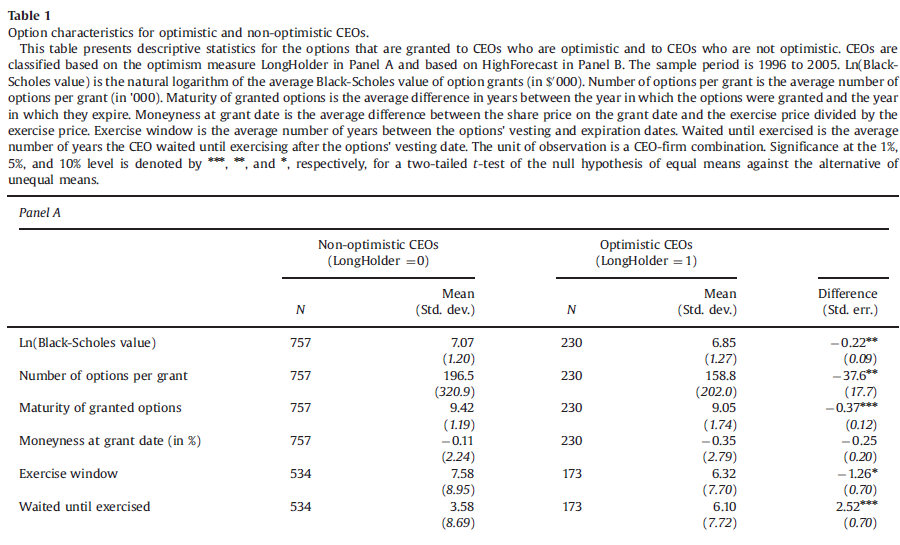 Table 1
Option characteristics for optimistic and non-optimistic CEOs.
This table presents descriptive statistics for the options that are granted to CEOs who are optimistic and to CEOs who are not optimistic. CEOs are
classified based on the optimism measure LongHolder in Panel A and based on HighForecast in Panel B. The sample period is 1996 to 2005. Ln(Black-
Scholes value) is the natural logarithm of the average Black-Scholes value of option grants (in $'000). Number of options per grant is the average number of
options per grant (in '000). Maturity of granted options is the average difference in years between the year in which the options were granted and the year
in which they expire. Moneyness at grant date is the average difference between the share price on the grant date and the exercise price divided by the
exercise price. Exercise window is the average number of years between the options' vesting and expiration dates. Waited until exercised is the average
number of years the CEO waited until exercising after the options' vesting date. The unit of observation is a CEO-firm combination. Significance at the 1%,
5%, and 10% level is denoted by ***, **, and *, respectively, for a two-tailed t-test of the null hypothesis of equal means against the alternative of
unequal means.
Panel A
Non-optimistic CEOs Optimistic CEOs
(LongHolder =0) (LongHolder =1)
Mean Mean Difference
N (Std. dev.) N (Std. dev.) (Std. err.)
Ln(Black-Scholes value) 757 7.07 230 6.85 −0.22**
(1.20) (1.27) (0.09)
Number of options per grant 757 196.5 230 158.8 −37.6**
(320.9) (202.0) (17.7)
Maturity of granted options 757 9.42 230 9.05 −0.37***
(1.19) (1.74) (0.12)
Moneyness at grant date (in %) 757 −0.11 230 −0.35 −0.25
(2.24) (2.79) (0.20)
Exercise window 534 7.58 173 6.32 −1.26*
(8.95) (7.70) (0.70)
Waited until exercised 534 3.58 173 6.10 2.52***
(8.69) (7.72) (0.70)